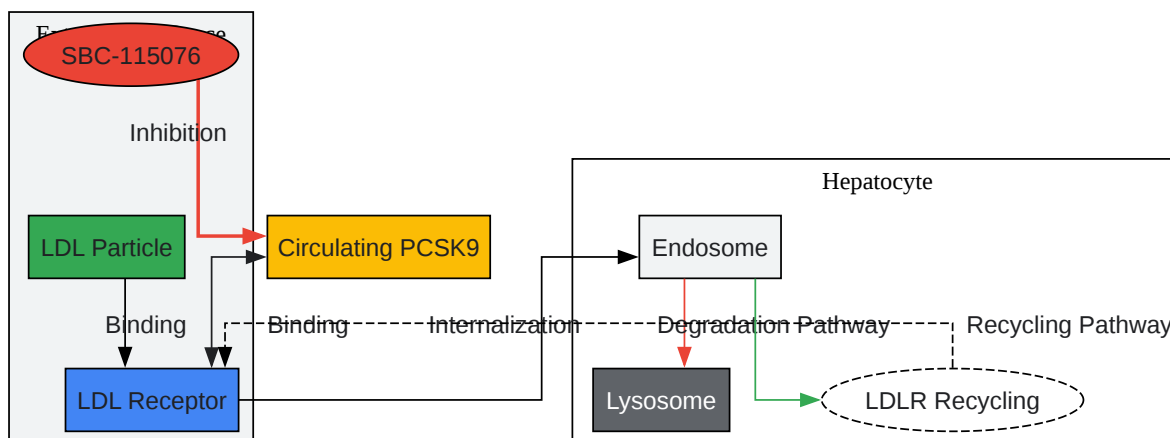 SBC-115076
Inhibition
Hepatocyte
LDL Particle
Circulating PCSK9
Endosome
Binding
Binding
Internalization
Degradation Pathway
Recycling Pathway
LDL Receptor
Lysosome
LDLR Recycling